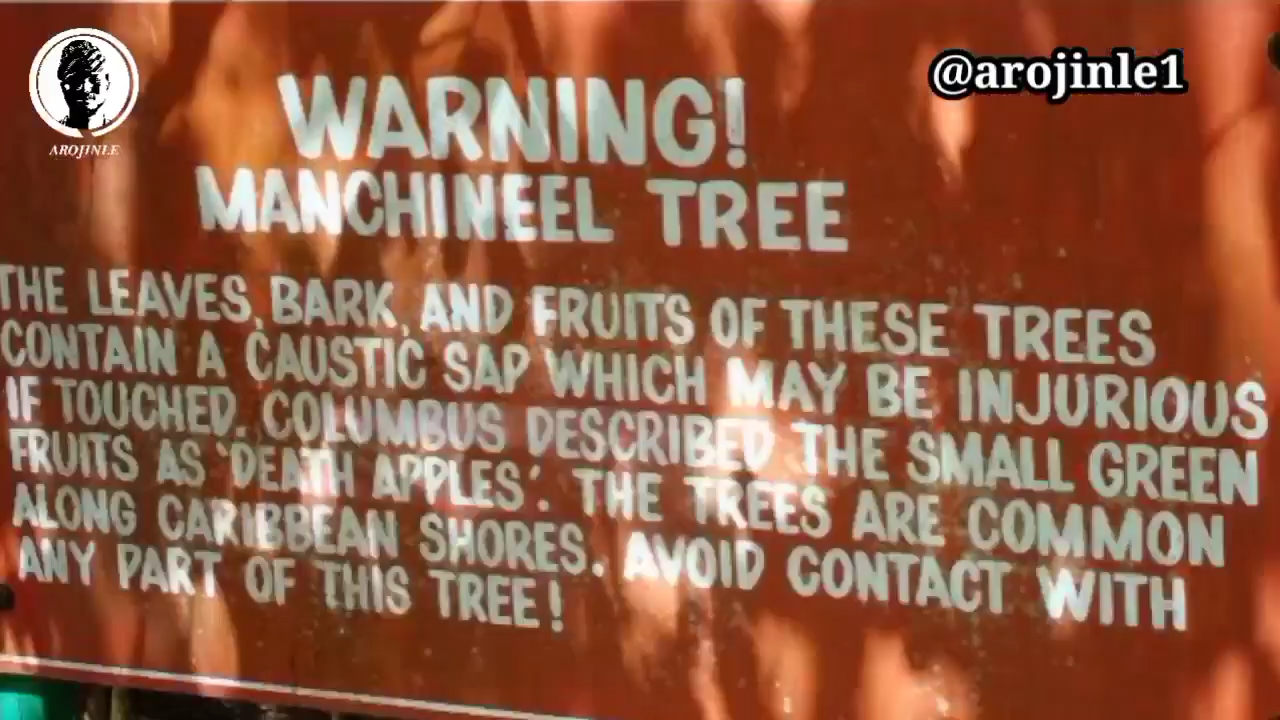 AROJINLE
@arojinle1
WARNING!
MANCHINEEL TREE
THE LEAVES, BARK, AND FRUITS OF THESE TREES
CONTAIN A CAUSTIC SAP WHICH MAY BE INJURIOUS
IF TOUCHED. COLUMBUS DESCRIBED THE SMALL GREEN
FRUITS AS 'DEATH APPLES'. THE TREES ARE COMMON
ALONG CARIBBEAN SHORES. AVOID CONTACT WITH
ANY PART OF THIS TREE!